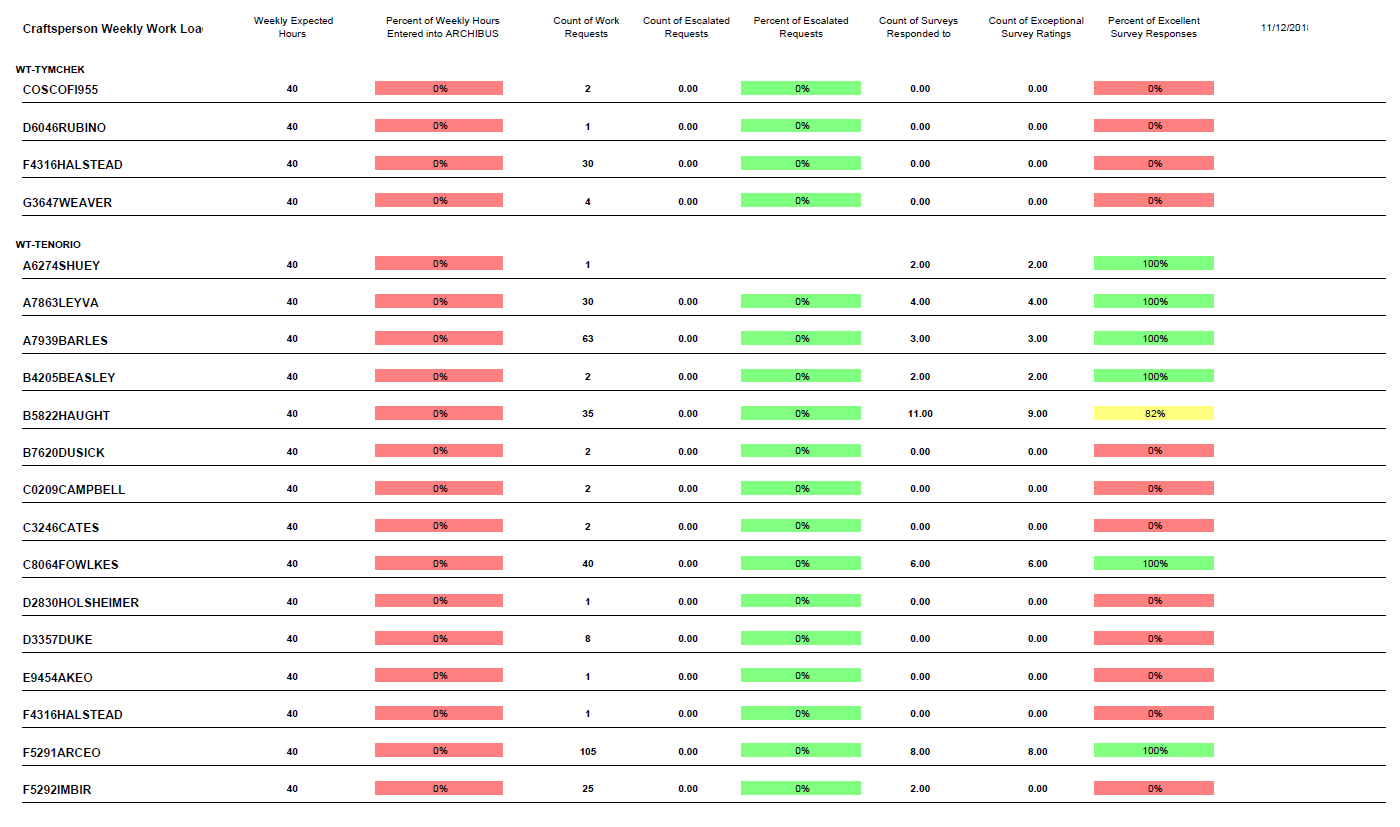 Craftsperson Weekly Work Loa Weekly Expected Hours Percent of Weekly Hours Entered into ARCHIBUS Count of Work Requests Count of Escalated Requests Percent of Escalated Requests Count of Surveys Responded to Count of Exceptional Survey Ratings Percent of Excellent Survey Responses 11/12/201
WT-TYMCHEK
COSCOFI955 40 0% 2 0.00 0% 0.00 0.00 0%
D6046RUBINO 40 0% 1 0.00 0% 0.00 0.00 0%
F4316HALSTEAD 40 0% 30 0.00 0% 0.00 0.00 0%
G3647WEAVER 40 0% 4 0.00 0% 0.00 0.00 0%
WT-TENORIO
A6274SHUEY 40 0% 1 2.00 2.00 100%
A7863LEYVA 40 0% 30 0.00 0% 4.00 4.00 100%
A7939BARLES 40 0% 63 0.00 0% 3.00 3.00 100%
B4205BEASLEY 40 0% 2 0.00 0% 2.00 2.00 100%
B5822HAUGHT 40 0% 35 0.00 0% 11.00 9.00 82%
B7620DUSICK 40 0% 2 0.00 0% 0.00 0.00 0%
C0209CAMPBELL 40 0% 2 0.00 0% 0.00 0.00 0%
C3246CATES 40 0% 2 0.00 0% 0.00 0.00 0%
C8064FOWLKES 40 0% 40 0.00 0% 6.00 6.00 100%
D2830HOLSHEIMER 40 0% 1 0.00 0% 0.00 0.00 0%
D3357DUKE 40 0% 8 0.00 0% 0.00 0.00 0%
E9454AKEO 40 0% 1 0.00 0% 0.00 0.00 0%
F4316HALSTEAD 40 0% 1 0.00 0% 0.00 0.00 0%
F5291ARCEO 40 0% 105 0.00 0% 8.00 8.00 100%
F5292IMBIR 40 0% 25 0.00 0% 2.00 0.00 0%